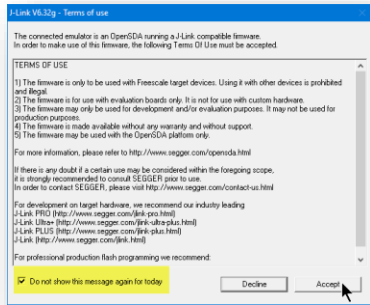 J-Link V6.32g - Terms of use
The connected emulator is an OpenSDA running a J-Link compatible firmware.
In order to make use of this firmware, the following Terms Of Use must be accepted.
TERMS OF USE
1) The firmware is only to be used with Freescale target devices. Using it with other devices is prohibited
and illegal.
2) The firmware is for use with evaluation boards only. It is not for use with custom hardware.
3) The firmware may only be used for development and/or evaluation purposes. It may not be used for
production purposes.
4) The firmware is made available without any warranty and without support.
5) The firmware may be used with the OpenSDA platform only.
For more information, please refer to http://www.segger.com/opensda.html
If there is any doubt if a certain use may be considered within the foregoing scope,
it is strongly recommended to consult SEGGER prior to use.
In order to contact SEGGER, please visit http://www.segger.com/contact-us.html
For development on target hardware, we recommend our industry leading
J-Link PRO (http://www.segger.com/jlink-pro.html)
J-Link Ultra+ (http://www.segger.com/jlink-ultra-plus.html)
J-Link PLUS (http://www.segger.com/jlink-plus.html)
J-Link (http://www.segger.com/jlink.html)
For professional production flash programming we recommend:
Do not show this message again for today
Decline
Accept